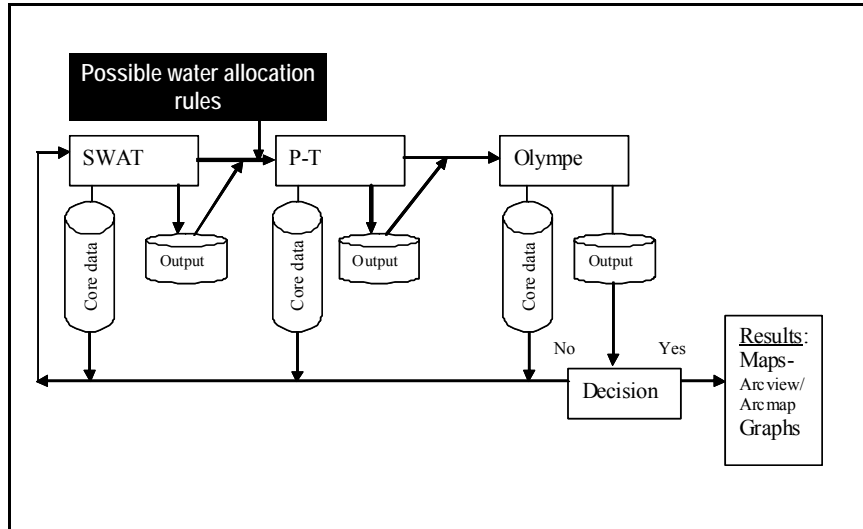 Possible water allocation
rules
SWAT
P-T
Olympe
Core data
Output
Core data
Output
Core data
Output
No
Yes
Decision
Results:
Maps-
Arcview/
Arcmap
Graphs